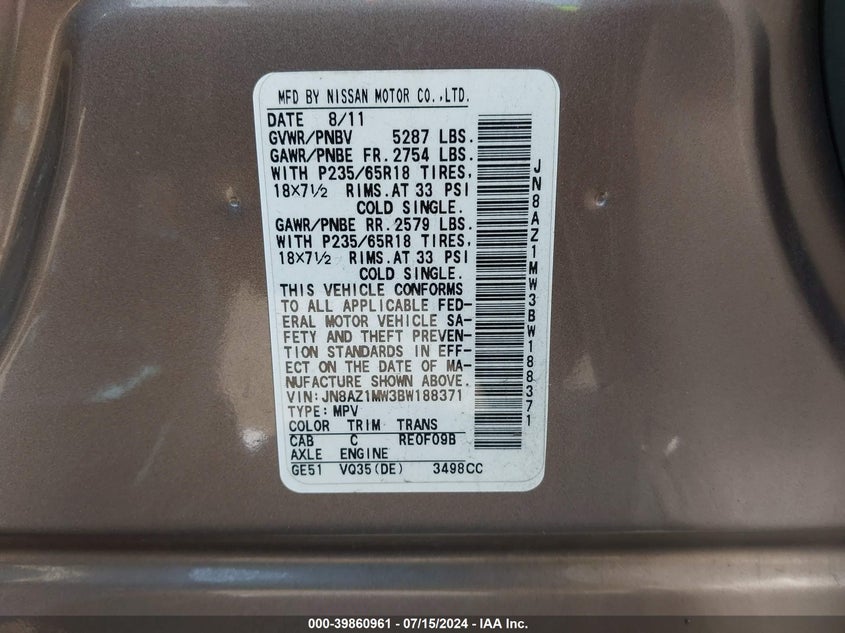 MFD BY NISSAN MOTOR CO.,LTD.
DATE 8/11
GVWR/PNBV 5287 LBS.
GAWR/PNBE FR. 2754 LBS.
WITH P235/65R18 TIRES,
18×7½ RIMS.AT 33 PSI
COLD SINGLE.
GAWR/PNBE RR. 2579 LBS.
WITH P235/65R18 TIRES,
18×7½ RIMS.AT 33 PSI
COLD SINGLE.
THIS VEHICLE CONFORMS
TO ALL APPLICABLE FED-
ERAL MOTOR VEHICLE SA-
FETY AND THEFT PREVEN-
TION STANDARDS IN EFF-
ECT ON THE DATE OF MA-
NUFACTURE SHOWN ABOVE.
VIN:JN8AZ1MW3BW188371
TYPE:MPV
COLOR TRIM TRANS
CAB C RE0F09B
AXLE ENGINE
GE51 VQ35(DE) 3498CC
JN8AZ1MW3BW188371
000-39860961 - 07/15/2024 - IAA Inc.